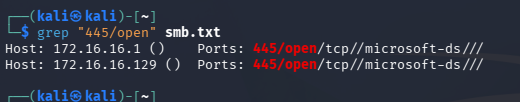 ┌──(kali㉿kali)-[~]
└─$ grep "445/open" smb.txt
Host: 172.16.16.1 ()    Ports: 445/open/tcp//microsoft-ds///
Host: 172.16.16.129 ()  Ports: 445/open/tcp//microsoft-ds///
┌──(kali㉿kali)-[~]